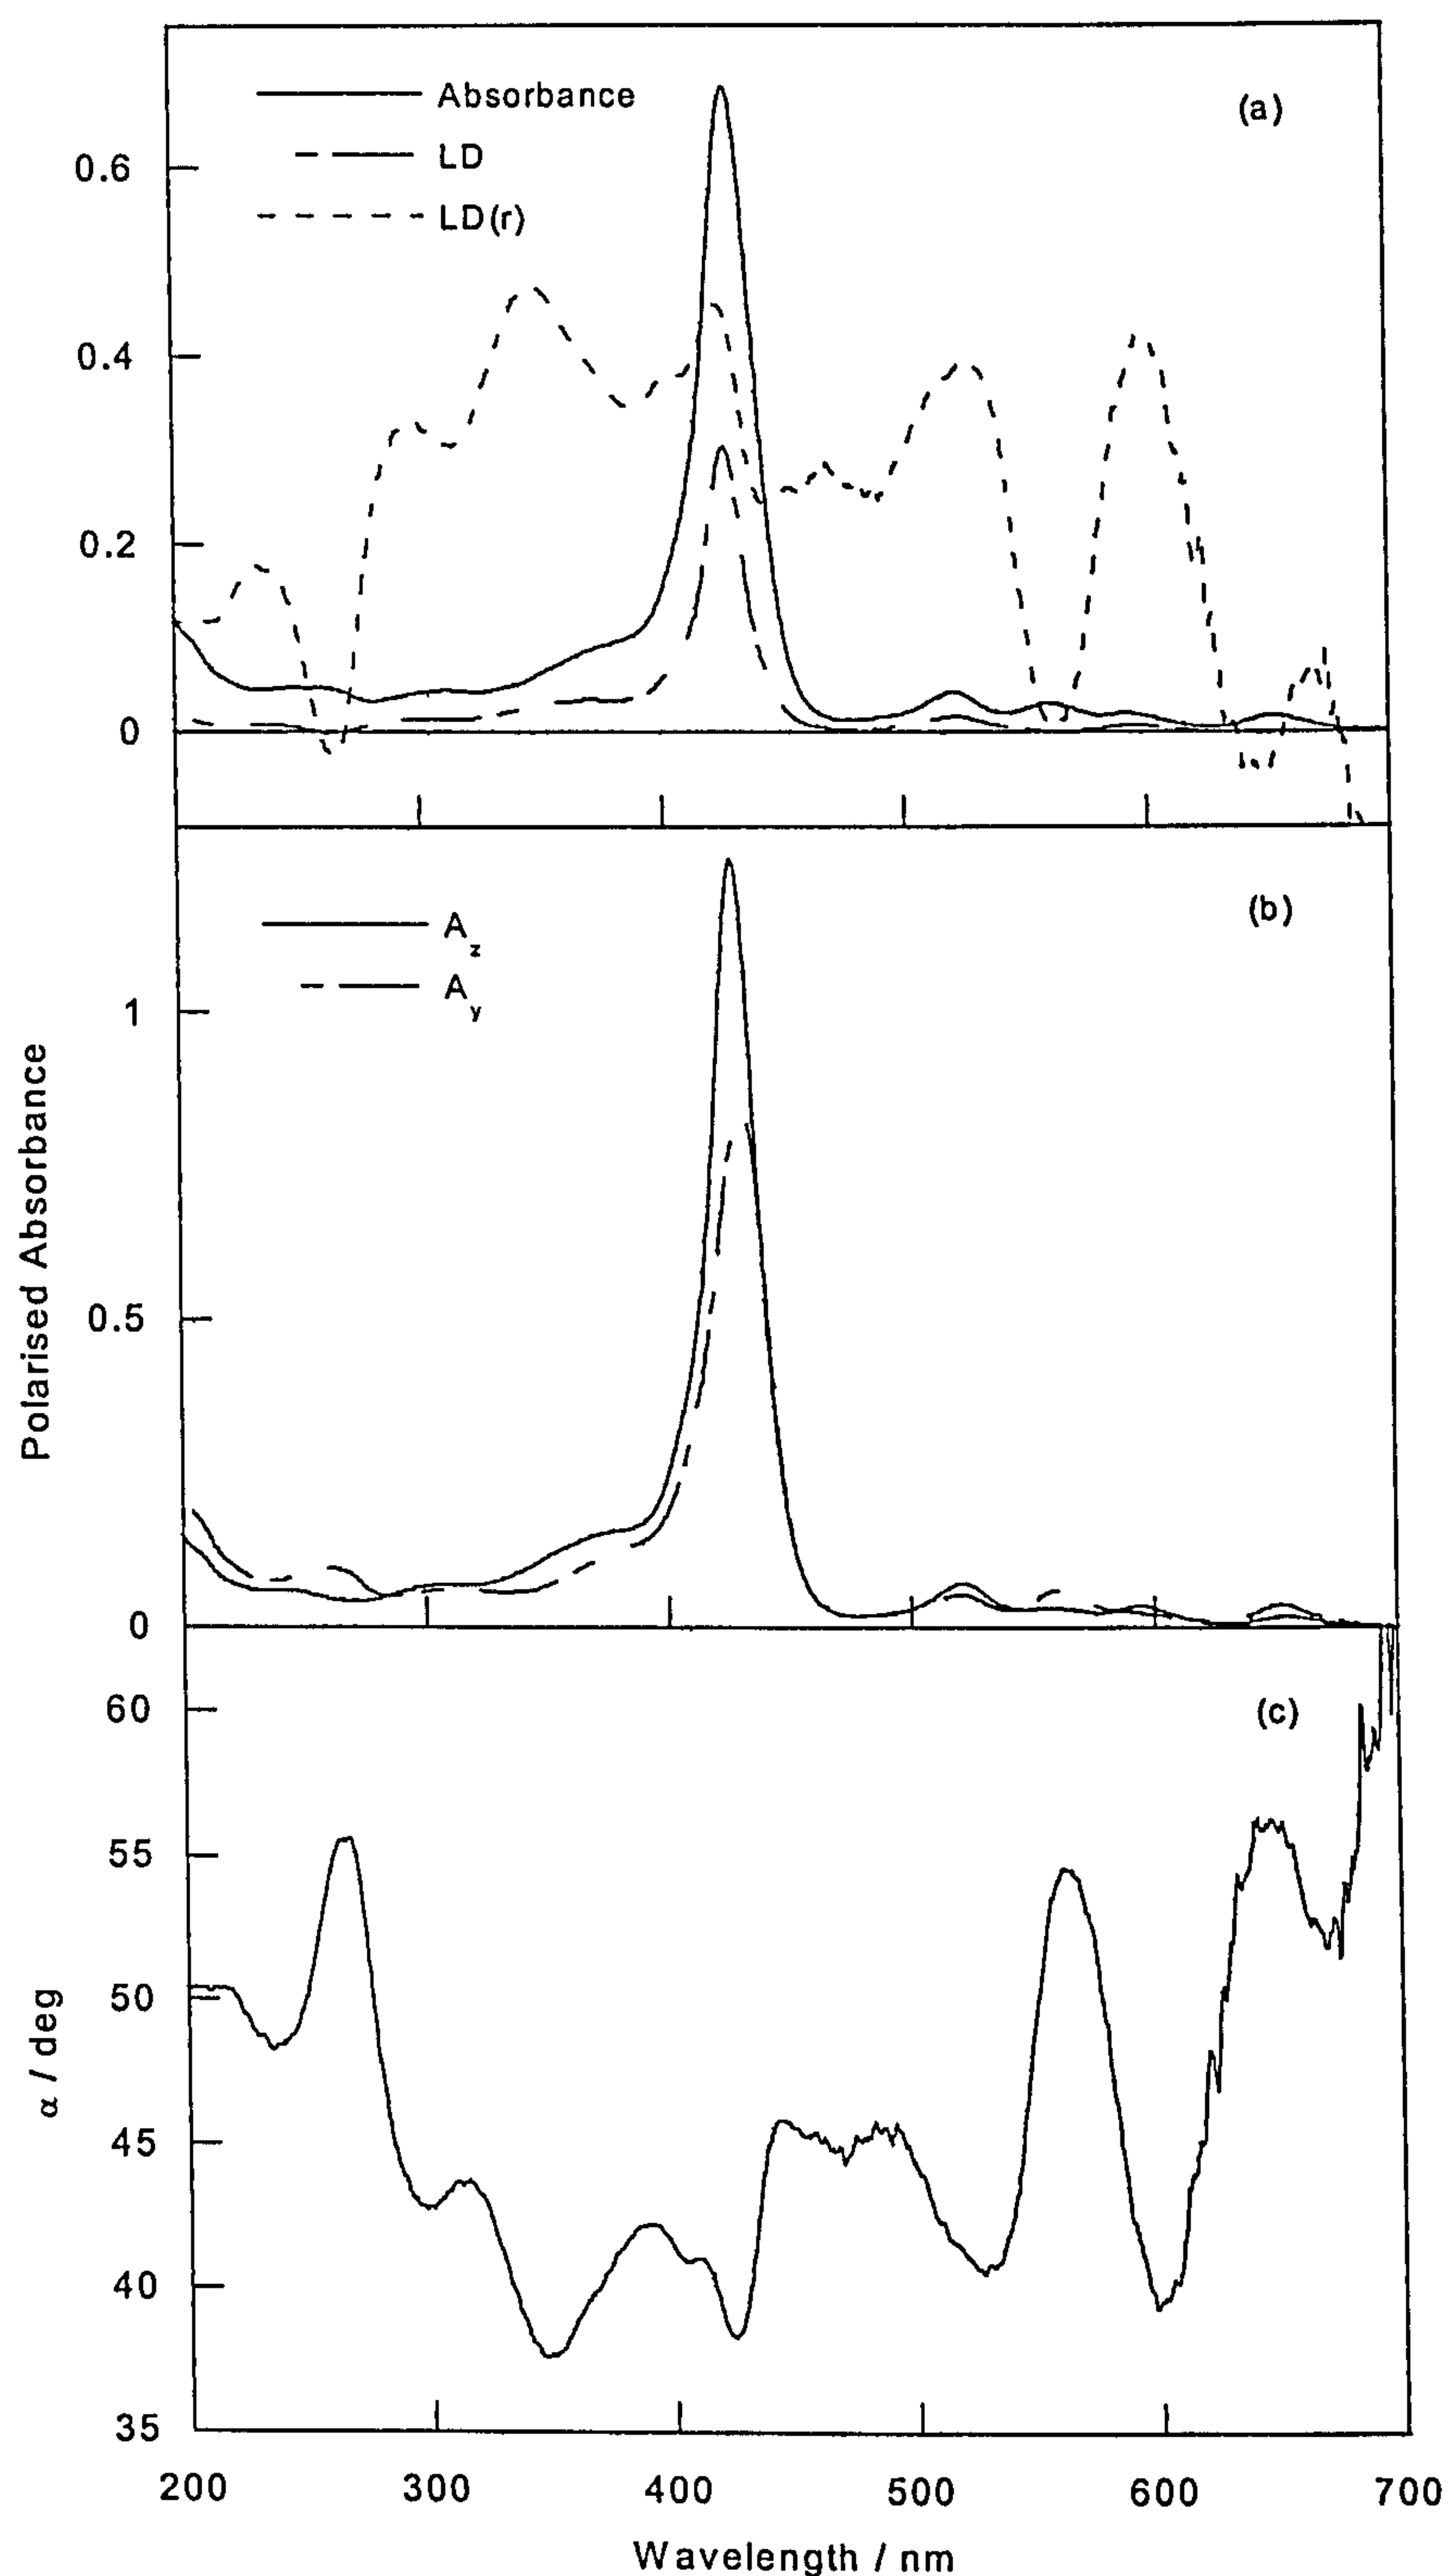 Absorbance
(a)
LD
LD(r)
0.6
0.4
0.2
0
(b)
A z
A y
1
0.5
0
Polarised Absorbance
(c)
60
55
50
45
40
35
α / deg
200 300 400 500 600 700
Wavelength / nm